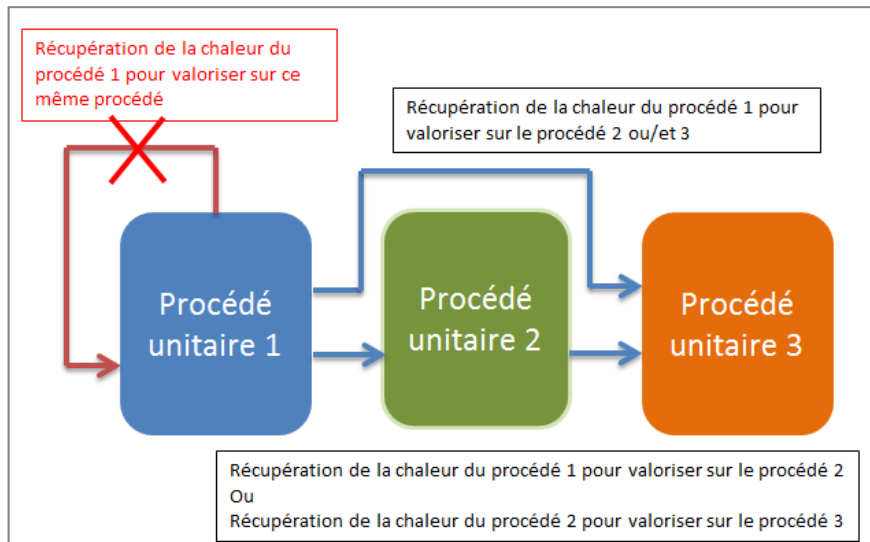 Récupération de la chaleur du
procédé 1 pour valoriser sur ce
même procédé
Récupération de la chaleur du procédé 1 pour
valoriser sur le procédé 2 ou/et 3
Procédé
unitaire 1
Procédé
unitaire 2
Procédé
unitaire 3
Récupération de la chaleur du procédé 1 pour valoriser sur le procédé 2
Ou
Récupération de la chaleur du procédé 2 pour valoriser sur le procédé 3